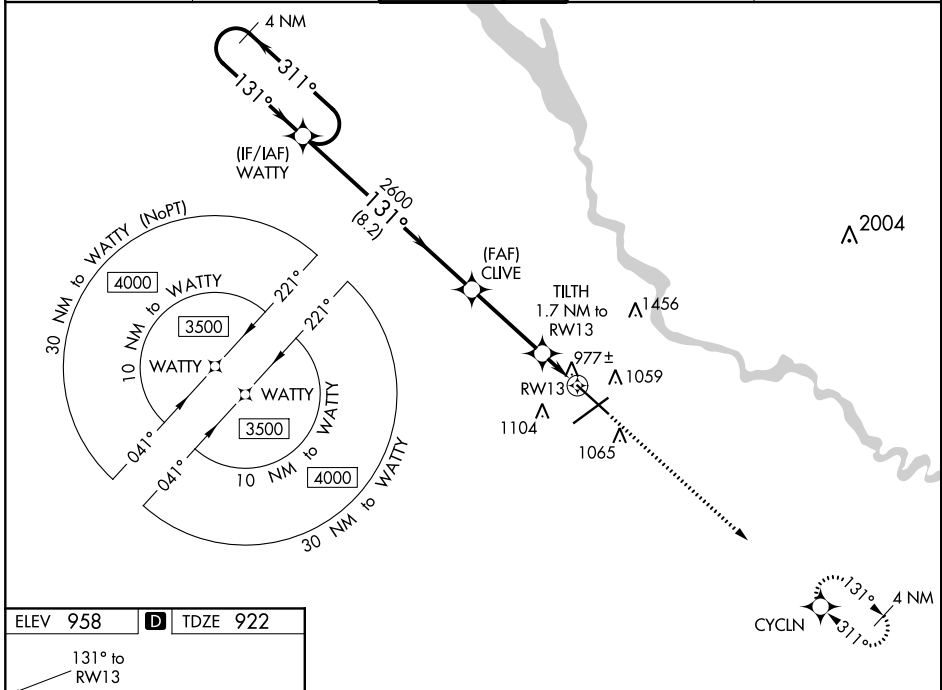 4 NM
311°
131°
(IF/IAF)
WATTY
2600
131°
(8.2)
(FAF)
CLIVE
TILTH
1.7 NM to
RW13
2004
1456
977±
RW13
1059
1104
1065
30 NM to WATTY (NoPT)
4000
10 NM to WATTY
3500
WATTY
221°
041°
221°
WATTY
3500
10 NM to WATTY
4000
30 NM to WATTY
041°
131°
4 NM
CYCLN
311°
ELEV 958 D TDZE 922
131° to
RW13